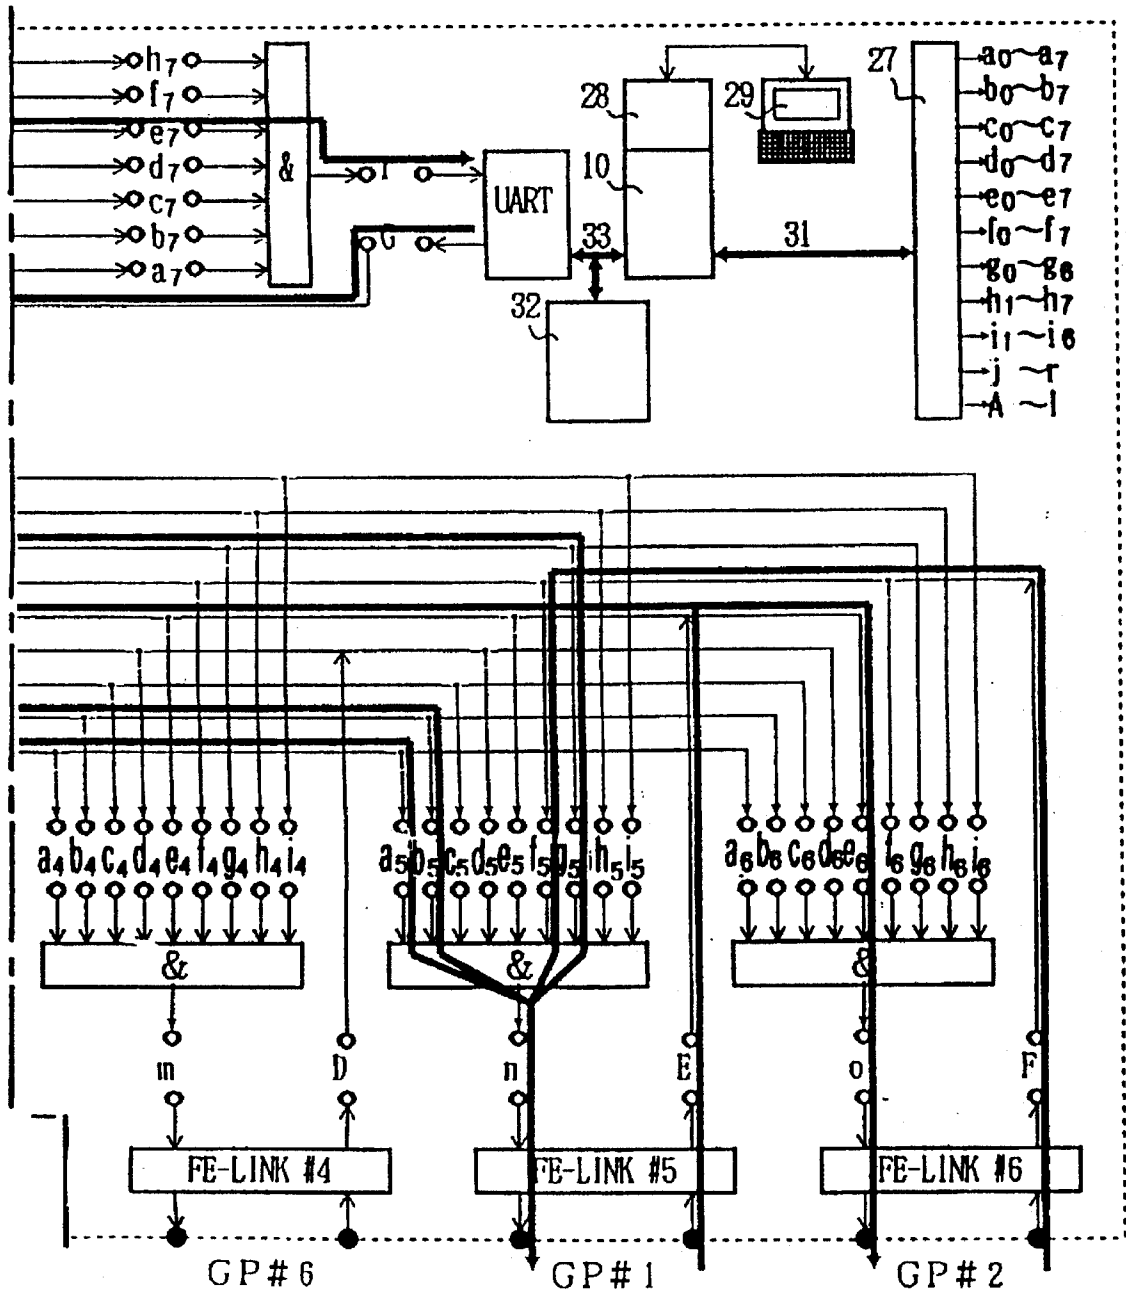 h7
f7
e7
d7
c7
b7
a7
&
UART
28
10
29
27
33
31
32
a0~a7
b0~b7
c0~c7
d0~d7
e0~e7
f0~f7
g0~g6
h1~h7
i1~i6
j ~r
A ~I
a4 b4 c4 d4 e4 f4 g4 h4 i4
a5 b5 c5 d5 e5 f5 g5 h5 i5
a6 b6 c6 d6 e6 f6 g6 h6 i6
& & &
m D n E o F
FE-LINK #4 FE-LINK #5 FE-LINK #6
GP#6 GP#1 GP#2